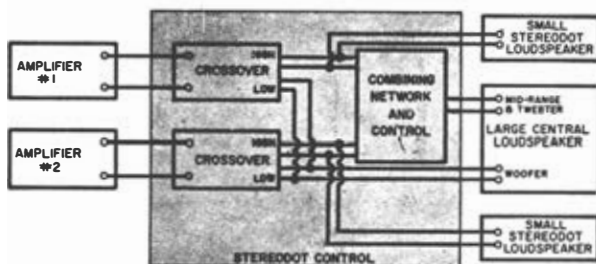 AMPLIFIER
#1
AMPLIFIER
#2
HIGH
CROSSOVER
LOW
HIGH
CROSSOVER
LOW
COMBINING
NETWORK
AND
CONTROL
STEREODOT CONTROL
SMALL
STEREODOT
LOUDSPEAKER
MID-RANGE
& TWEETER
LARGE CENTRAL
LOUDSPEAKER
WOOFER
SMALL
STEREODOT
LOUDSPEAKER